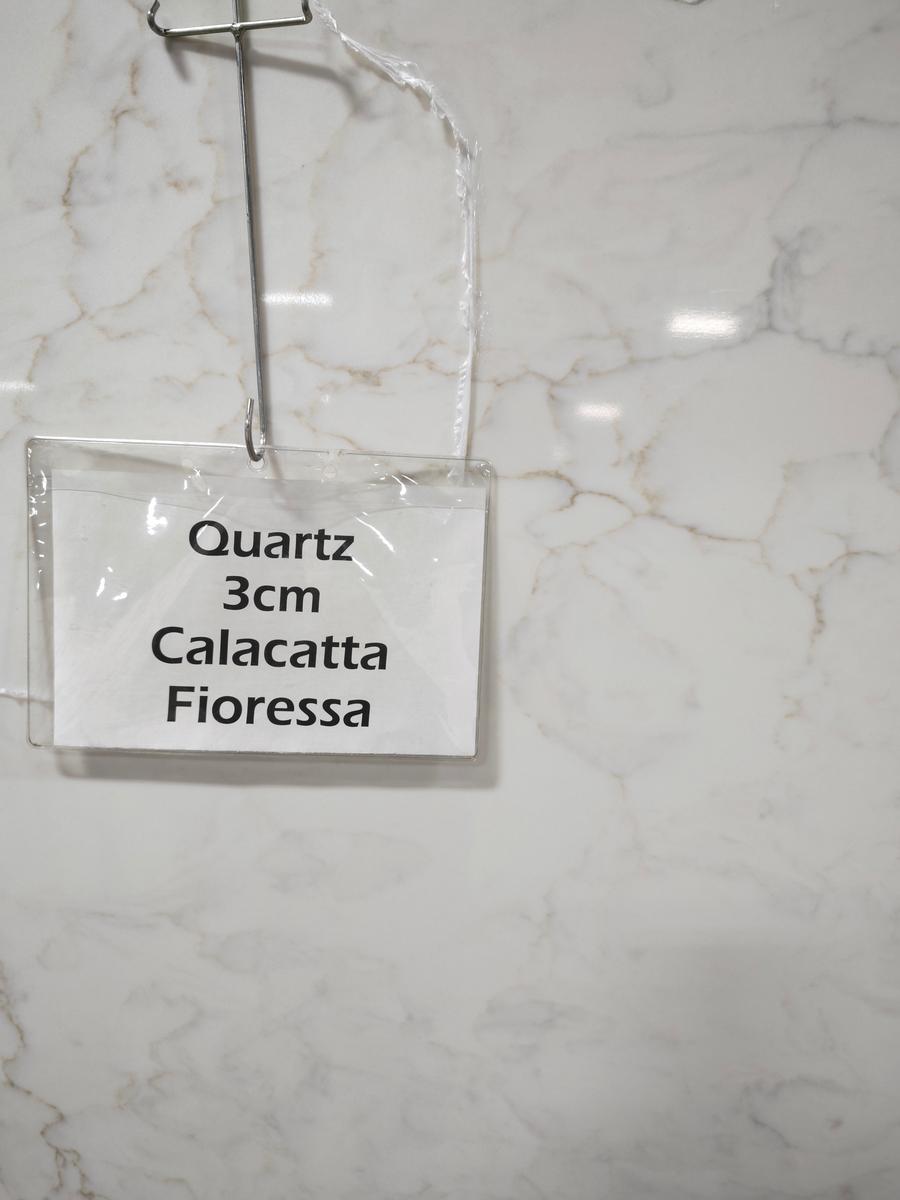 Quartz
3cm
Calacatta
Fioressa